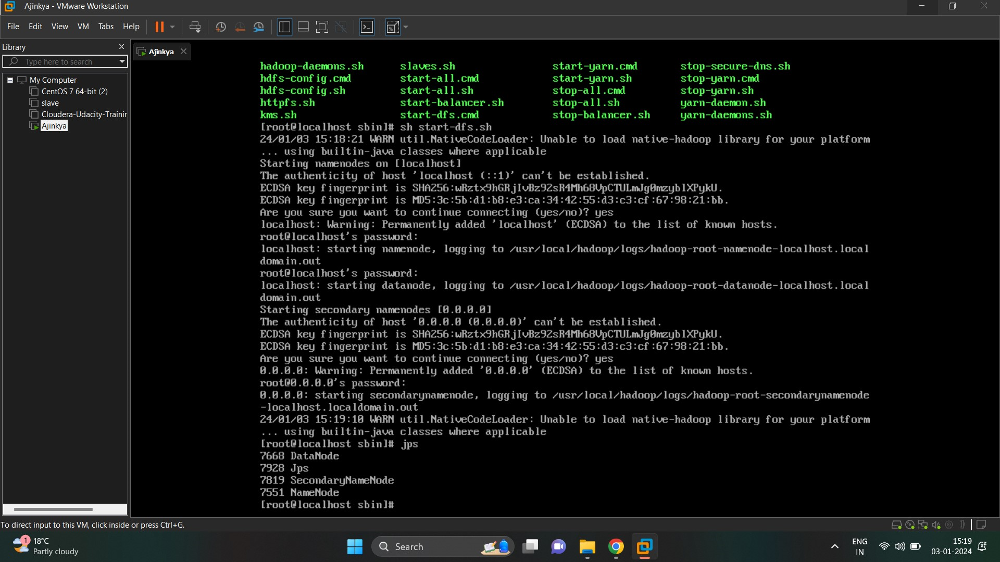 Ajinkya - VMware Workstation
File Edit View VM Tabs Help
Library
Type here to search
My Computer
CentOS 7 64-bit (2)
slave
Cloudera-Udacity-Trainin
Ajinkya
Ajinkya
hadoop-daemons.sh slaves.sh start-yarn.cmd stop-secure-dns.sh
hdfs-config.cmd start-all.cmd start-yarn.sh stop-yarn.cmd
hdfs-config.sh start-all.sh stop-all.cmd stop-yarn.sh
httpfs.sh start-balancer.sh stop-all.sh yarn-daemon.sh
kms.sh start-dfs.cmd stop-balancer.sh yarn-daemons.sh
[root@localhost sbin]# sh start-dfs.sh
24/01/03 15:18:21 WARN util.NativeCodeLoader: Unable to load native-hadoop library for your platform
... using builtin-java classes where applicable
Starting namenodes on [localhost]
The authenticity of host 'localhost (::1)' can't be established.
ECDSA key fingerprint is SHA256:wRztx9hGRjIvBz92sR4Mh68VpCTULmJg0mzyblXPykU.
ECDSA key fingerprint is MD5:3c:5b:d1:b8:e3:ca:34:42:55:d3:c3:cf:67:98:21:bb.
Are you sure you want to continue connecting (yes/no)? yes
localhost: Warning: Permanently added 'localhost' (ECDSA) to the list of known hosts.
root@localhost's password:
localhost: starting namenode, logging to /usr/local/hadoop/logs/hadoop-root-namenode-localhost.local
domain.out
root@localhost's password:
localhost: starting datanode, logging to /usr/local/hadoop/logs/hadoop-root-datanode-localhost.local
domain.out
Starting secondary namenodes [0.0.0.0]
The authenticity of host '0.0.0.0 (0.0.0.0)' can't be established.
ECDSA key fingerprint is SHA256:wRztx9hGRjIvBz92sR4Mh68VpCTULmJg0mzyblXPykU.
ECDSA key fingerprint is MD5:3c:5b:d1:b8:e3:ca:34:42:55:d3:c3:cf:67:98:21:bb.
Are you sure you want to continue connecting (yes/no)? yes
0.0.0.0: Warning: Permanently added '0.0.0.0' (ECDSA) to the list of known hosts.
root@0.0.0.0's password:
0.0.0.0: starting secondarynamenode, logging to /usr/local/hadoop/logs/hadoop-root-secondarynamenode
-localhost.localdomain.out
24/01/03 15:19:10 WARN util.NativeCodeLoader: Unable to load native-hadoop library for your platform
... using builtin-java classes where applicable
[root@localhost sbin]# jps
7668 DataNode
7928 Jps
7819 SecondaryNameNode
7551 NameNode
[root@localhost sbin]#
To direct input to this VM, click inside or press Ctrl+G.
1
18°C
Partly cloudy
Search
ENG
IN
15:19
03-01-2024